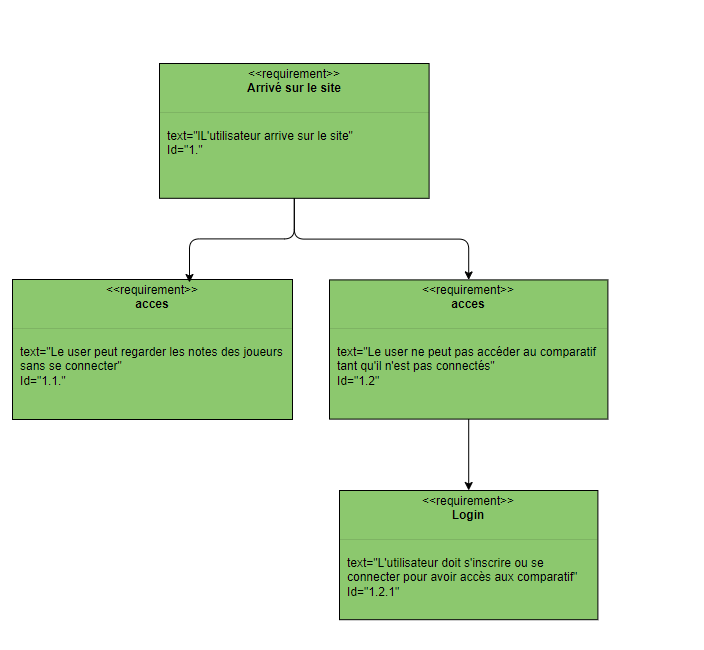 <<requirement>>
Arrivé sur le site
text="lL'utilisateur arrive sur le site"
Id="1."
<<requirement>>
acces
text="Le user peut regarder les notes des joueurs
sans se connecter"
Id="1.1."
<<requirement>>
acces
text="Le user ne peut pas accéder au comparatif
tant qu'il n'est pas connectés"
Id="1.2"
<<requirement>>
Login
text="L'utilisateur doit s'inscrire ou se
connecter pour avoir accès aux comparatif"
Id="1.2.1"